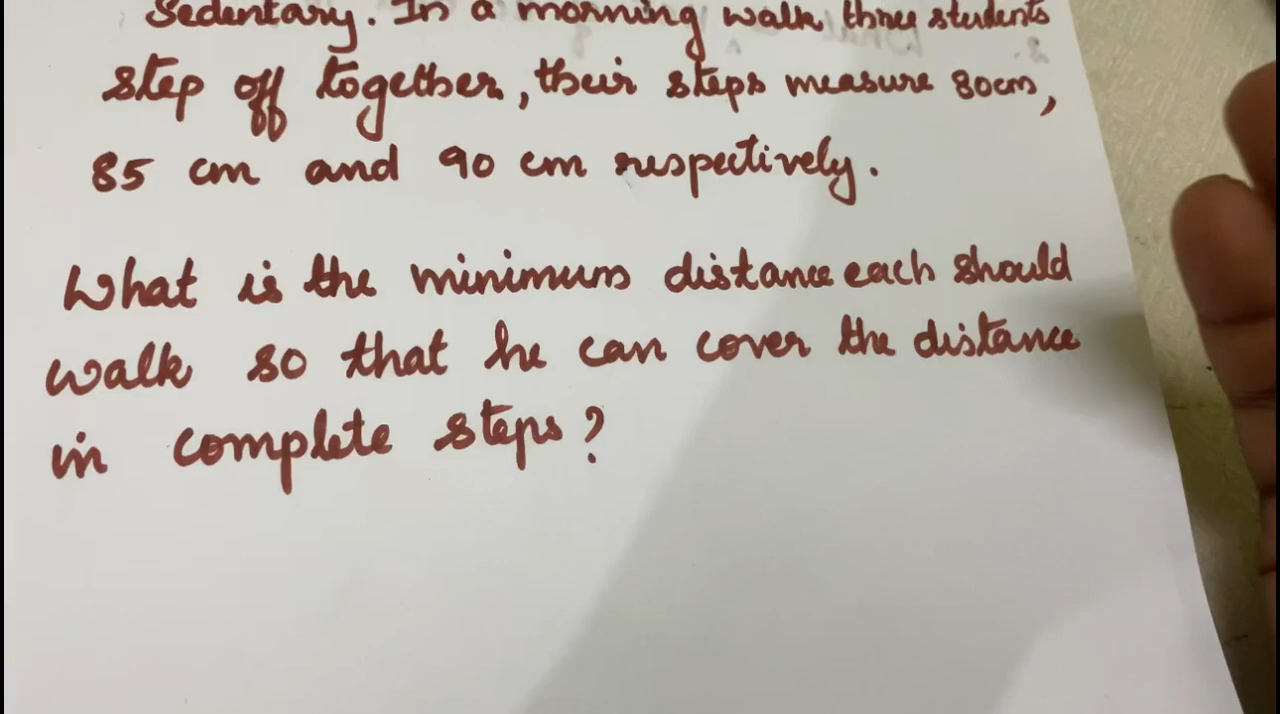 Sedentary. In a morning walk three students
step off together, their steps measure 80cm,
85 cm and 90 cm respectively.
What is the minimum distance each should
walk so that he can cover the distance
in complete steps?